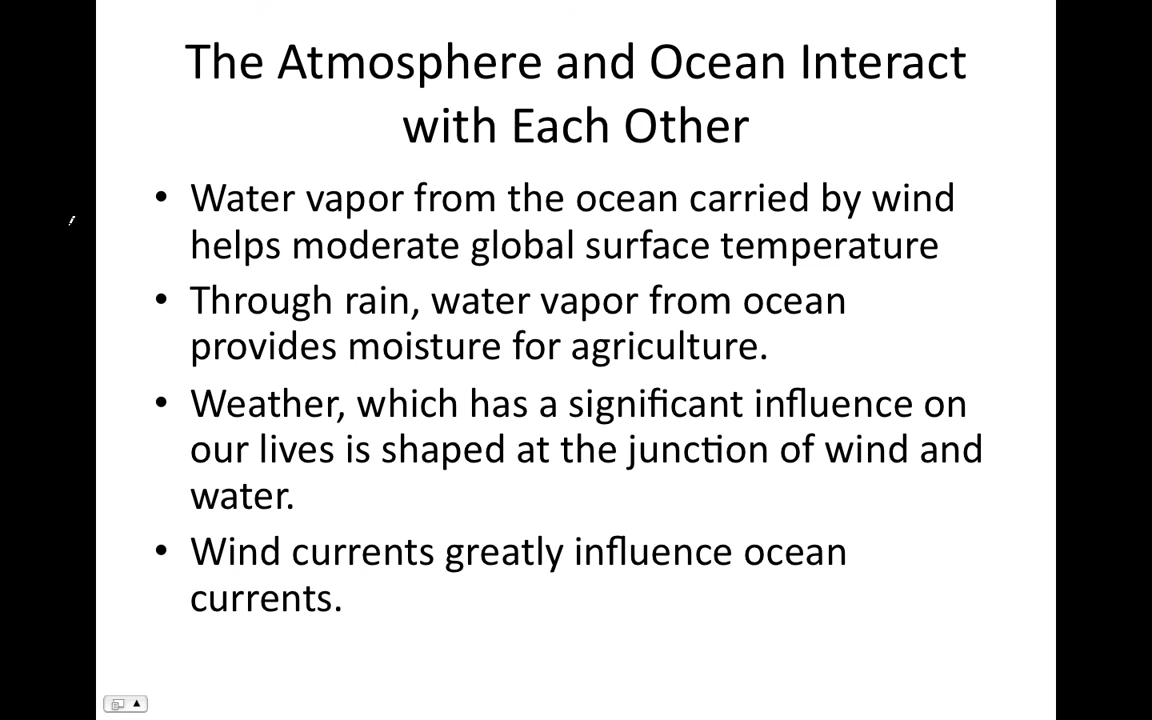 The Atmosphere and Ocean Interact
with Each Other
• Water vapor from the ocean carried by wind
helps moderate global surface temperature
• Through rain, water vapor from ocean
provides moisture for agriculture.
• Weather, which has a significant influence on
our lives is shaped at the junction of wind and
water.
• Wind currents greatly influence ocean
currents.